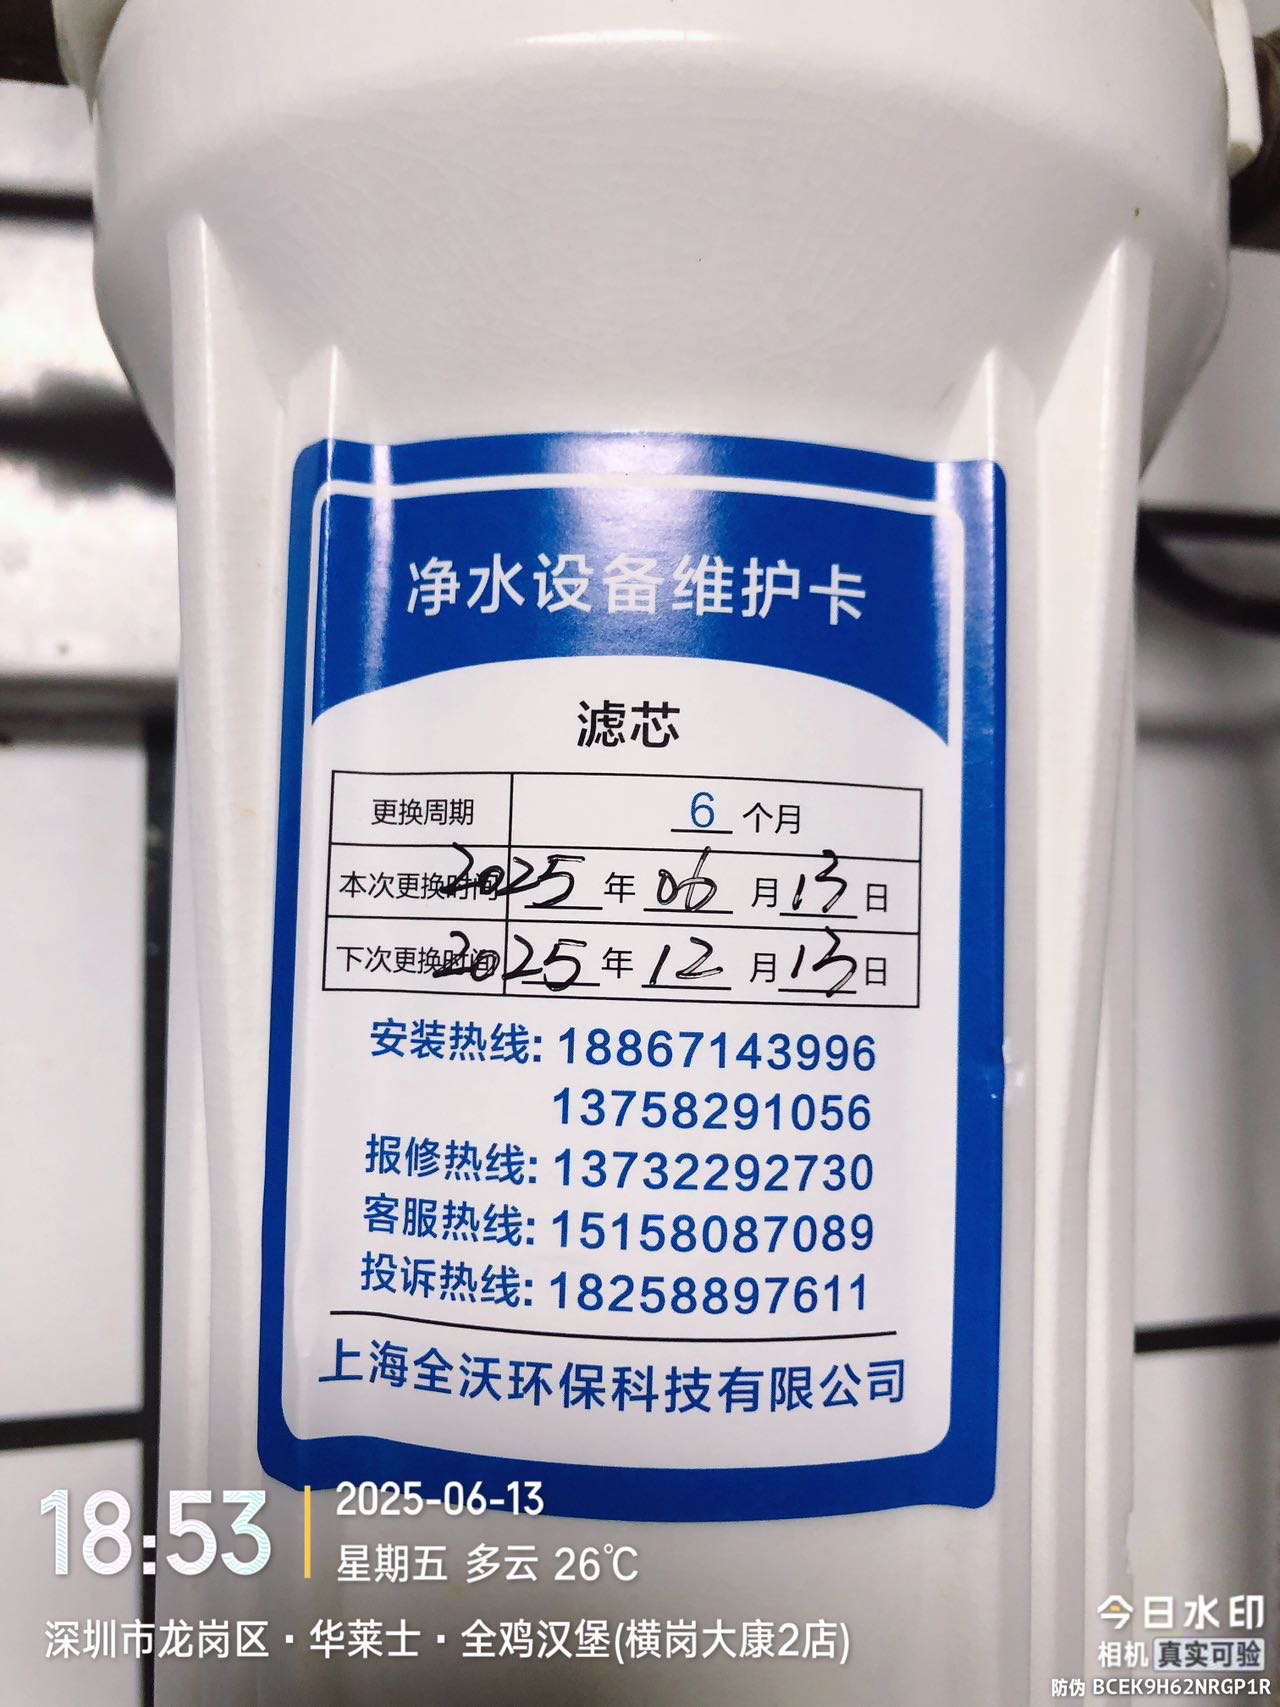 净水设备维护卡
滤芯
更换周期 6 个月
本次更换时间 2025 年 06 月 13 日
下次更换时间 2025 年 12 月 13 日
安装热线: 18867143996
13758291056
报修热线: 13732292730
客服热线: 15158087089
投诉热线: 18258897611
上海全沃环保科技有限公司
18:53 2025-06-13
星期五 多云 26℃
深圳市龙岗区·华莱士·全鸡汉堡(横岗大康2店)
今日水印
相机 真实可验
防伪 BCEK9H62NRGP1R